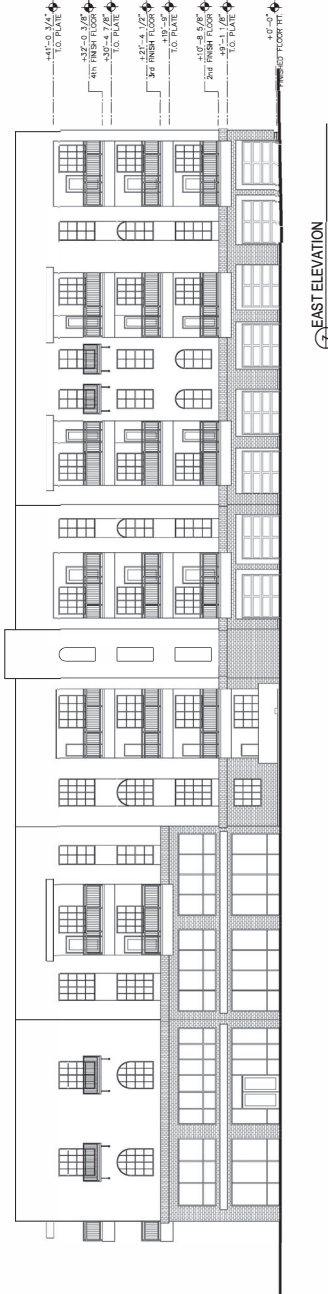 +41'-0 3/4"
T.O. PLATE
+32'-0 3/8"
4th FINISH FLOOR
+30'-4 7/8"
T.O. PLATE
+21'-4 1/2"
3rd FINISH FLOOR
+19'-9"
T.O. PLATE
+10'-8 5/8"
2nd FINISH FLOOR
+9'-1 1/8"
T.O. PLATE
+0'-0"
FINISHED FLOOR HT.
EAST ELEVATION